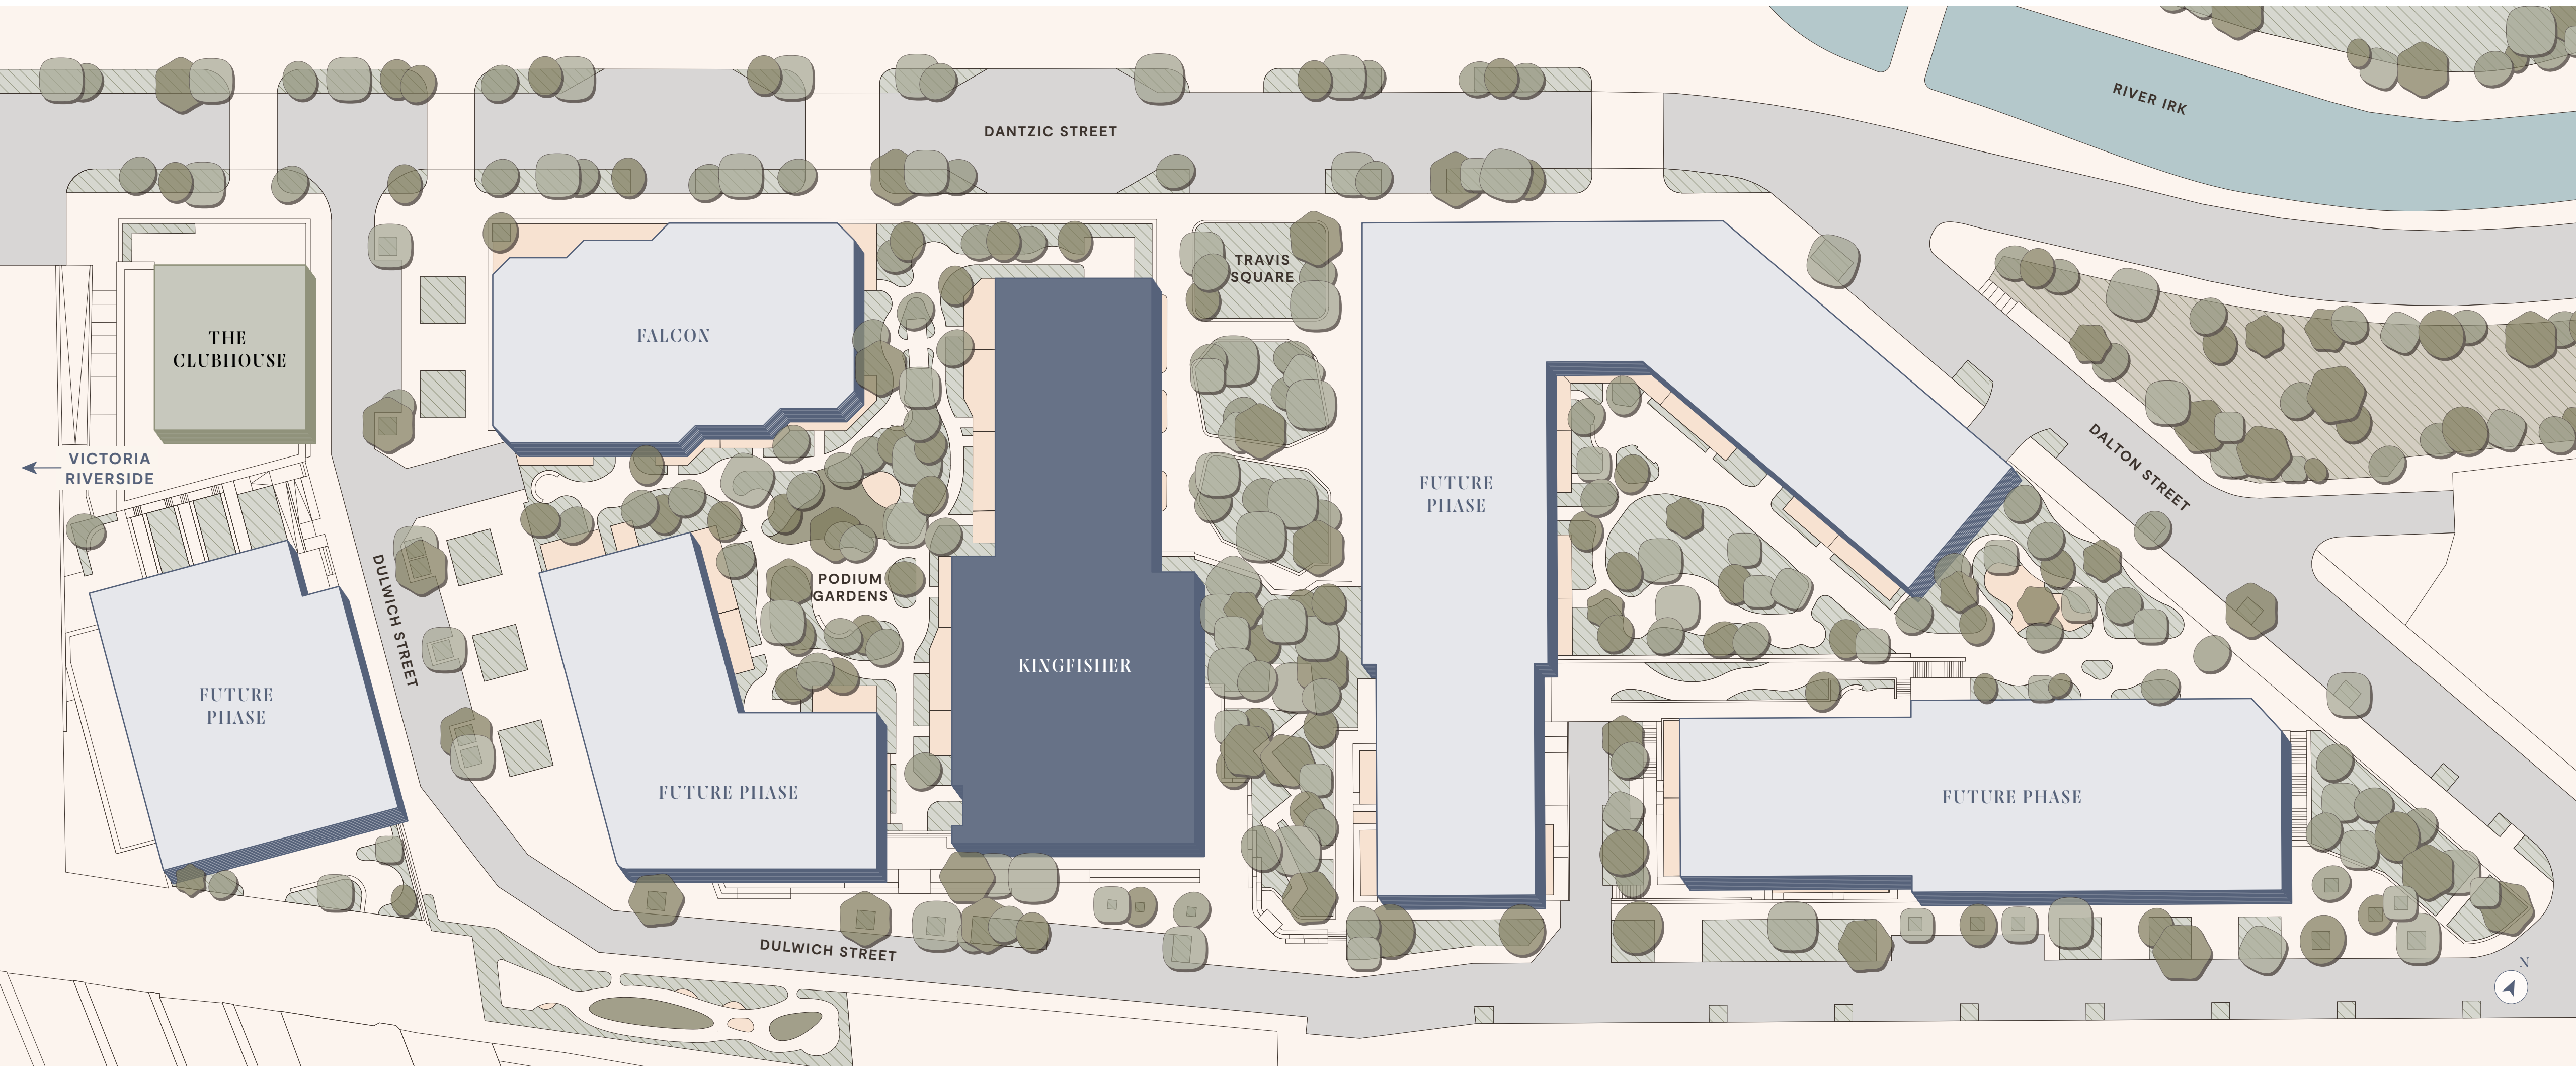 RIVER IRK
DANTZIC STREET
TRAVIS
SQUARE
THE
CLUBHOUSE
FALCON
VICTORIA
RIVERSIDE
DALTON STREET
FUTURE
PHASE
PODIUM
GARDENS
DULWICH STREET
KINGFISHER
FUTURE
PHASE
FUTURE PHASE
FUTURE PHASE
DULWICH STREET
N